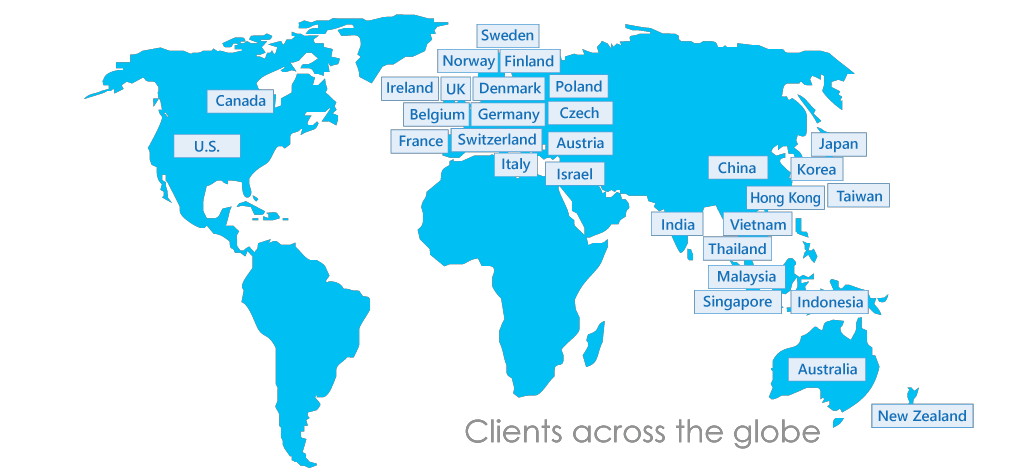 Sweden
Norway
Finland
Ireland
UK
Denmark
Poland
Canada
Belgium
Germany
Czech
U.S.
France
Switzerland
Austria
Japan
Italy
Israel
China
Korea
Hong Kong
Taiwan
India
Vietnam
Thailand
Malaysia
Singapore
Indonesia
Australia
New Zealand
Clients across the globe